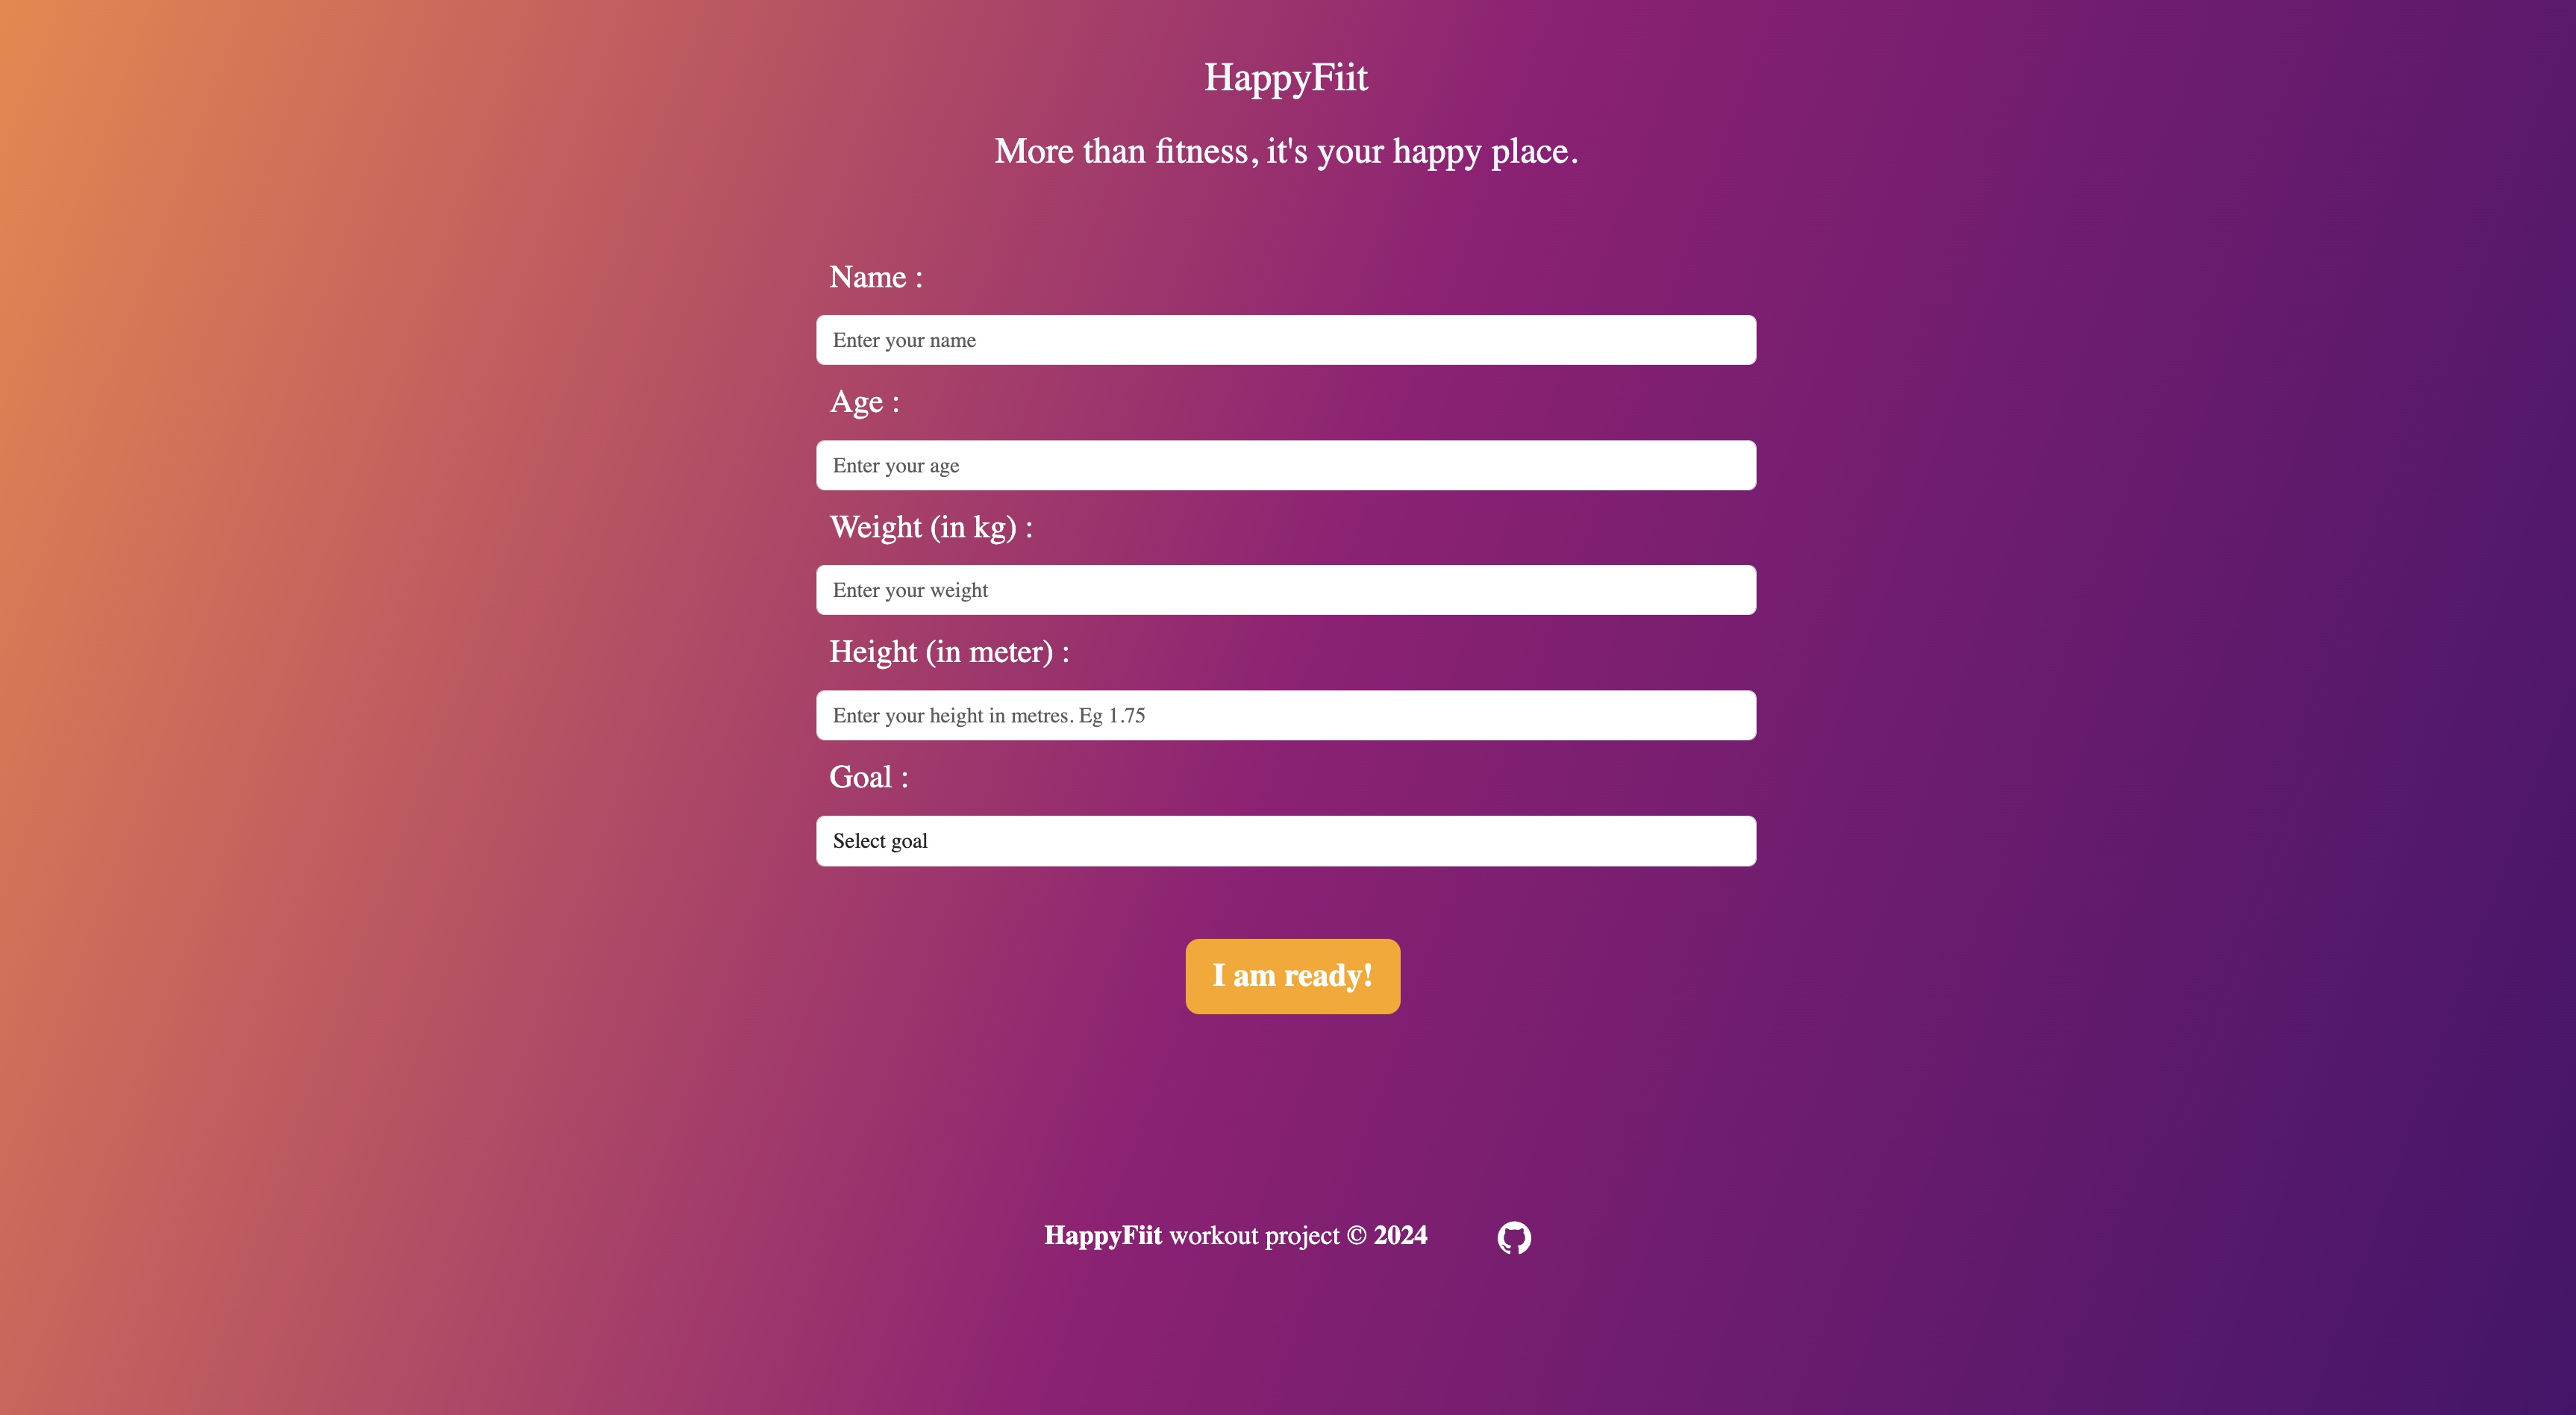 HappyFiit
More than fitness, it's your happy place.
Name :
Enter your name
Age :
Enter your age
Weight (in kg) :
Enter your weight
Height (in meter) :
Enter your height in metres. Eg 1.75
Goal :
Select goal
I am ready!
HappyFiit workout project © 2024